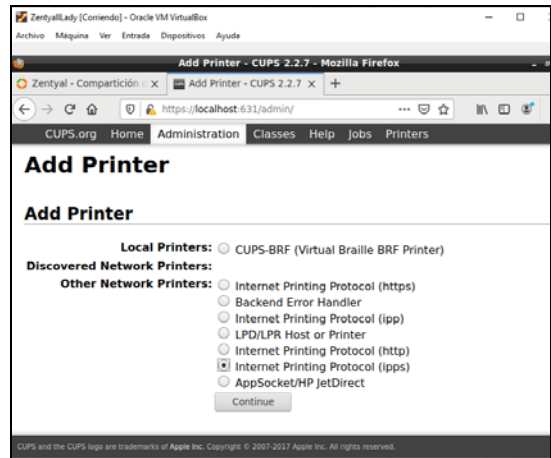 ZentyallLady [Corriendo] - Oracle VM VirtualBox
Archivo Máquina Ver Entrada Dispositivos Ayuda
Add Printer - CUPS 2.2.7 - Mozilla Firefox
Zentyal - Compartición Add Printer - CUPS 2.2.7
https://localhost:631/admin/
CUPS.org Home Administration Classes Help Jobs Printers
Add Printer
Add Printer
Local Printers: CUPS-BRF (Virtual Braille BRF Printer)
Discovered Network Printers:
Other Network Printers: Internet Printing Protocol (https)
Backend Error Handler
Internet Printing Protocol (ipp)
LPD/LPR Host or Printer
Internet Printing Protocol (http)
Internet Printing Protocol (ipps)
AppSocket/HP JetDirect
Continue
CUPS and the CUPS logo are trademarks of Apple Inc. Copyright © 2007-2017 Apple Inc. All rights reserved.